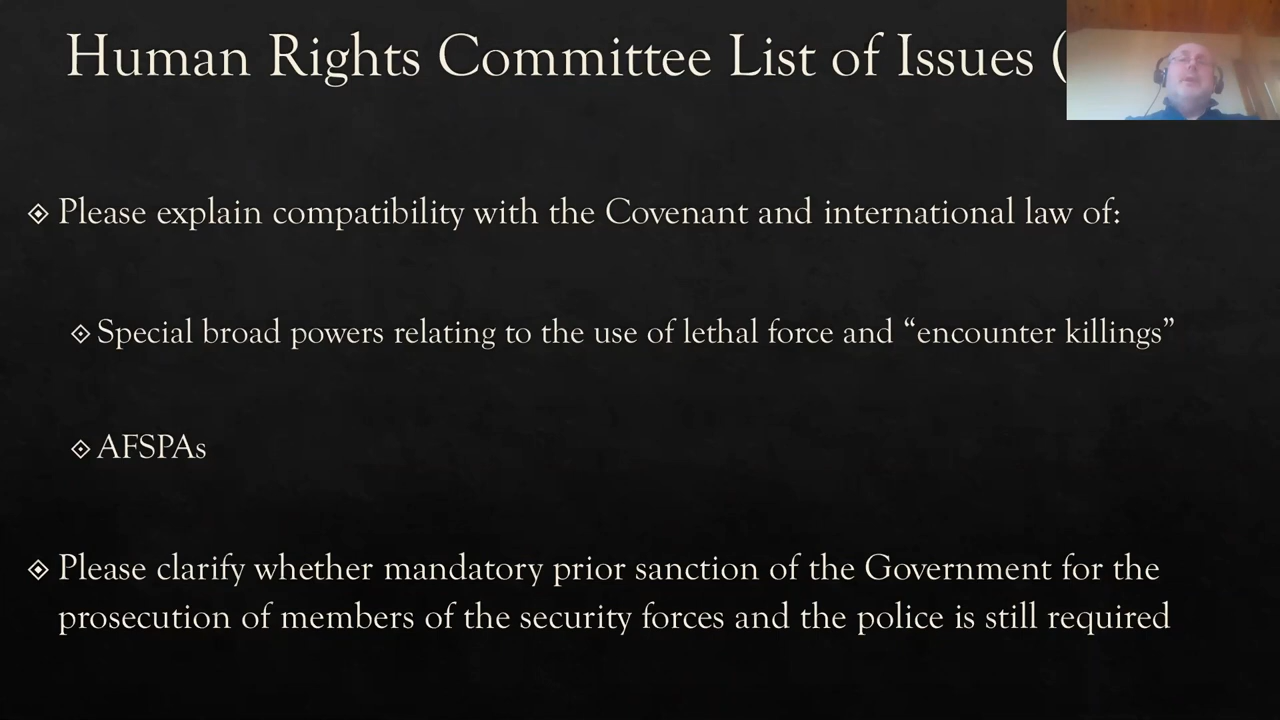 Human Rights Committee List of Issues (
Please explain compatibility with the Covenant and international law of:
Special broad powers relating to the use of lethal force and “encounter killings”
AFSPAs
Please clarify whether mandatory prior sanction of the Government for the
prosecution of members of the security forces and the police is still required